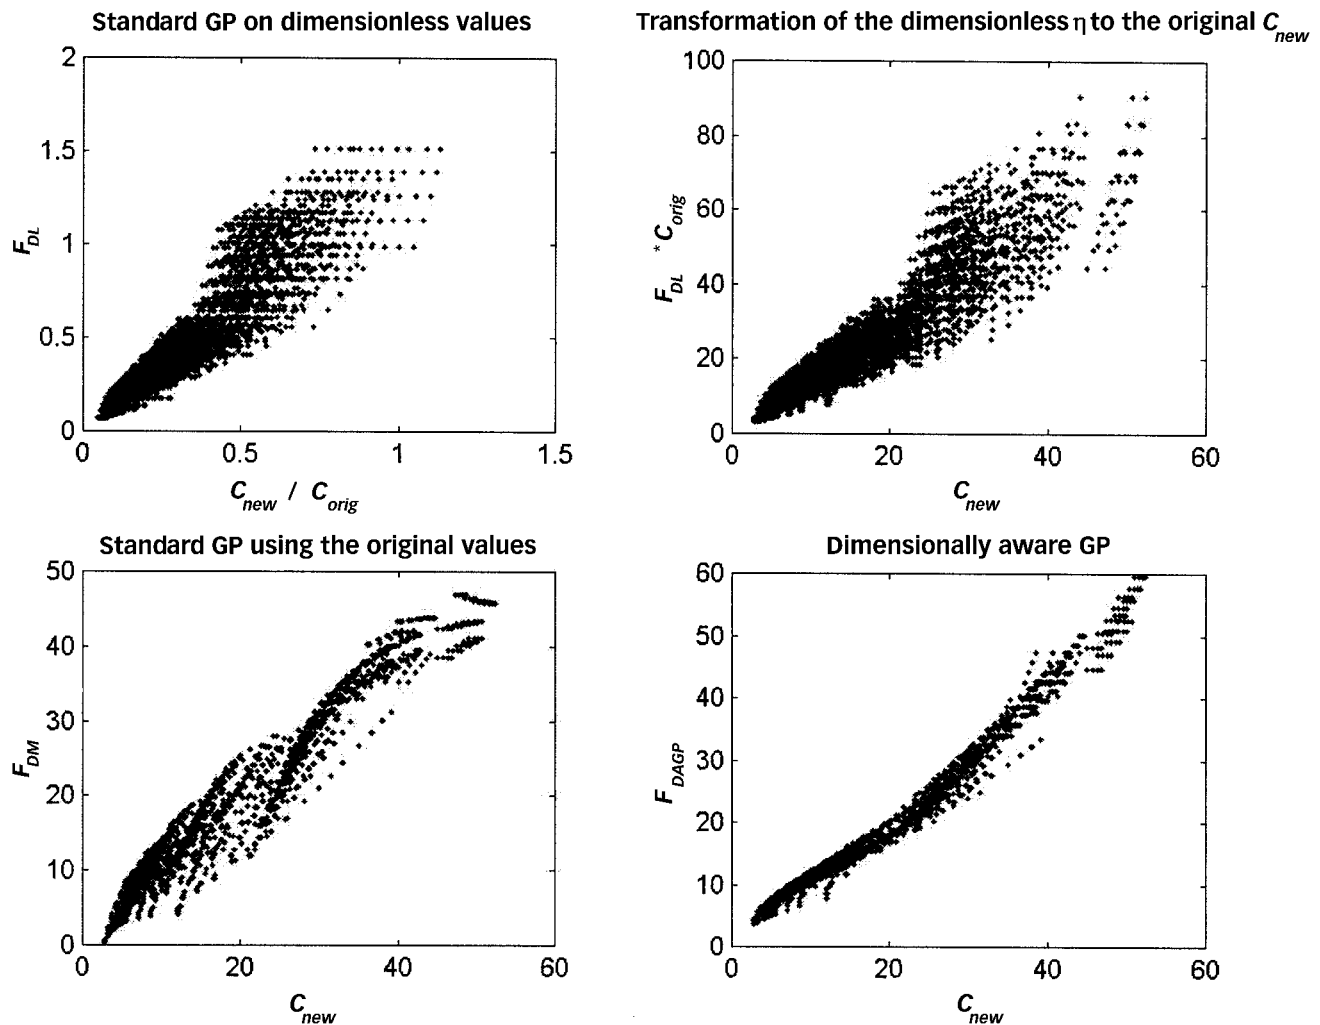 Standard GP on dimensionless values
2
1.5
1
0.5
0
F_DL
0 0.5 1 1.5
C_new / C_orig
Transformation of the dimensionless η to the original C_new
100
80
60
40
20
0
F_DL * C_orig
0 20 40 60
C_new
Standard GP using the original values
50
40
30
20
10
0
F_DM
0 20 40 60
C_new
Dimensionally aware GP
60
50
40
30
20
10
0
F_DAGP
0 20 40 60
C_new